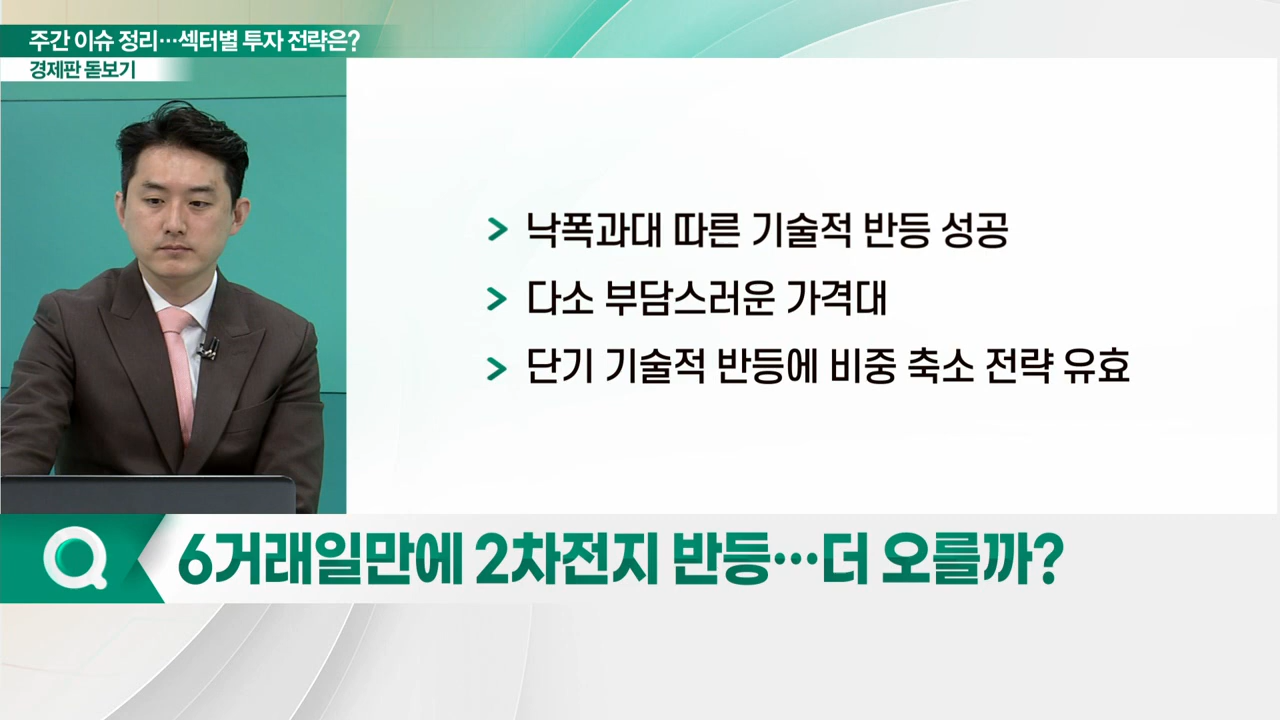 주간 이슈 정리…섹터별 투자 전략은?
경제판 돋보기
> 낙폭과대 따른 기술적 반등 성공
> 다소 부담스러운 가격대
> 단기 기술적 반등에 비중 축소 전략 유효
Q 6거래일만에 2차전지 반등…더 오를까?